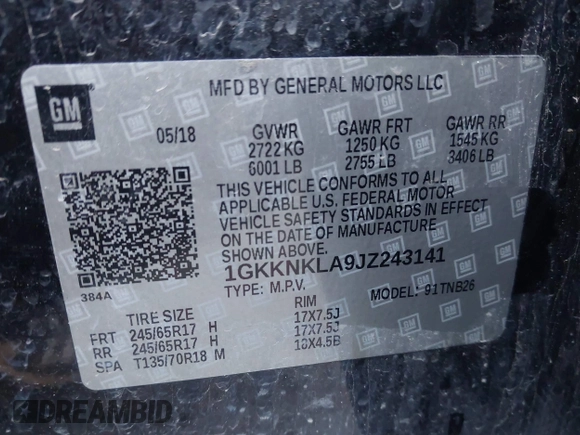 MFD BY GENERAL MOTORS LLC
GM
05/18 GVWR GAWR FRT GAWR RR
2722 KG 1250 KG 1545 KG
6001 LB 2755 LB 3406 LB
THIS VEHICLE CONFORMS TO ALL
APPLICABLE U.S. FEDERAL MOTOR
VEHICLE SAFETY STANDARDS IN EFFECT
ON THE DATE OF MANUFACTURE
SHOWN ABOVE.
1GKKNKLA9JZ243141
384A
TYPE: M.P.V. MODEL: 91TNB26
TIRE SIZE RIM
FRT 245/65R17 H 17X7.5J
RR 245/65R17 H 17X7.5J
SPA T135/70R18 M 18X4.5B
DREAMBID